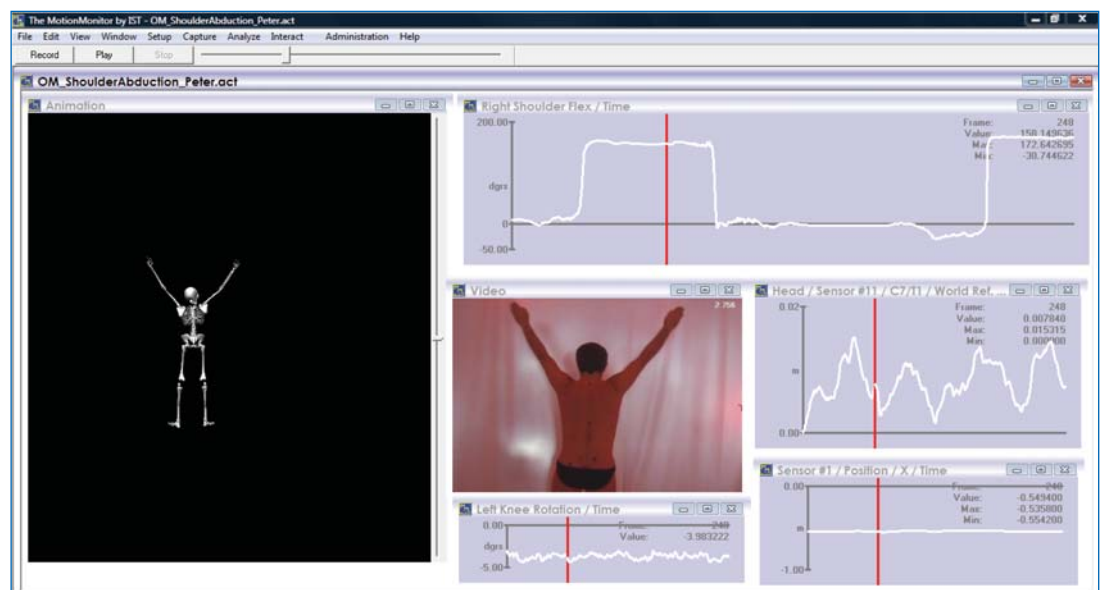 The MotionMonitor by IST - OM_ShoulderAbduction_Peter.act
File Edit View Window Setup Capture Analyze Interact Administration Help
Record Play Stop
OM_ShoulderAbduction_Peter.act
Animation
Right Shoulder Flex / Time
200.00
dgrs
0
-50.00
Frame: 248
Value: 158.149636
Max: 172.642695
Min: -30.744622
Video
2.756
Head / Sensor #11 / C7/T1 / World Ref. ...
0.02
m
0.00
Frame: 248
Value: 0.007840
Max: 0.015315
Min: 0.000000
Left Knee Rotation / Time
0.00
dgrs
-5.00
Frame: 248
Value: -3.983222
Sensor #1 / Position / X / Time
0.00
m
-1.00
Frame: 248
Value: -0.549400
Max: -0.535800
Min: -0.554200